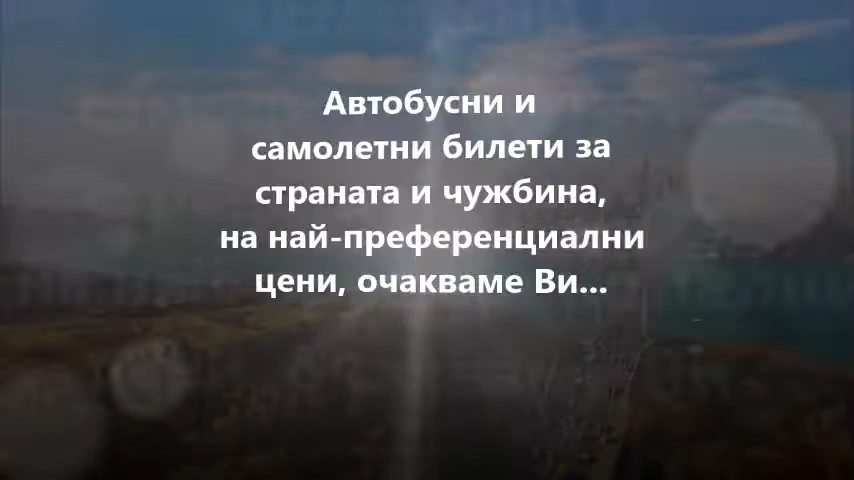 Автобусни и
самолетни билети за
страната и чужбина,
на най-преференциални
цени, очакваме Ви...